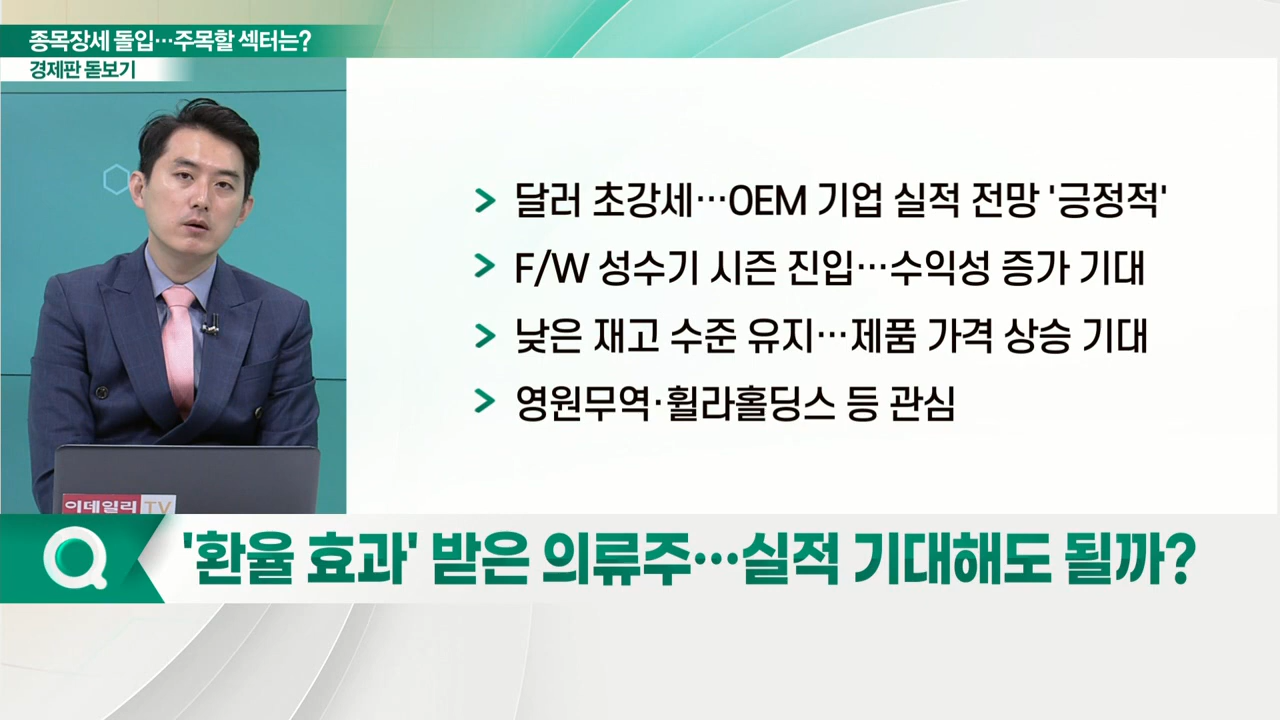 종목장세 돌입…주목할 섹터는?
경제판 돋보기
> 달러 초강세…OEM 기업 실적 전망 '긍정적'
> F/W 성수기 시즌 진입…수익성 증가 기대
> 낮은 재고 수준 유지…제품 가격 상승 기대
> 영원무역·휠라홀딩스 등 관심
이데일리TV
Q '환율 효과' 받은 의류주…실적 기대해도 될까?